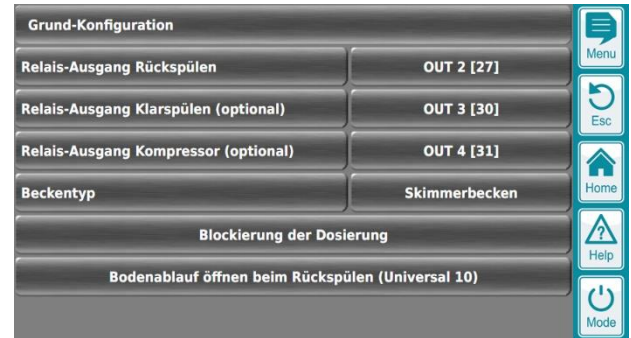 Grund-Konfiguration
Relais-Ausgang Rückspülen OUT 2 [27]
Relais-Ausgang Klarspülen (optional) OUT 3 [30]
Relais-Ausgang Kompressor (optional) OUT 4 [31]
Beckentyp Skimmerbecken
Blockierung der Dosierung
Bodenablauf öffnen beim Rückspülen (Universal 10)
Menu
Esc
Home
? Help
Mode